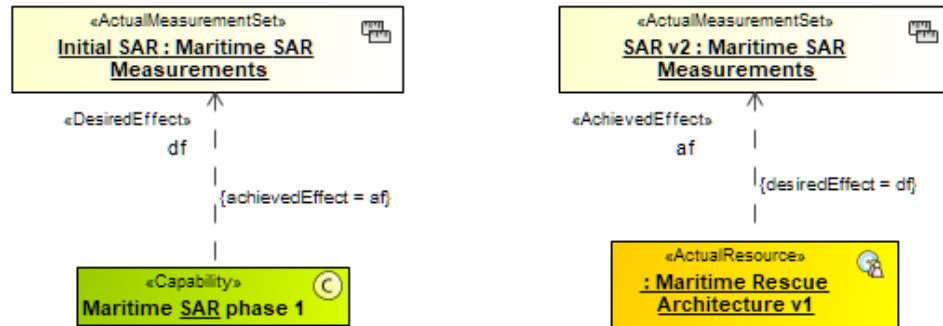 «ActualMeasurementSet»
Initial SAR : Maritime SAR
Measurements
«DesiredEffect»
df
{achievedEffect = af}
«Capability»
C
Maritime SAR phase 1
«ActualMeasurementSet»
SAR v2 : Maritime SAR
Measurements
«AchievedEffect»
af
{desiredEffect = df}
«ActualResource»
: Maritime Rescue
Architecture v1